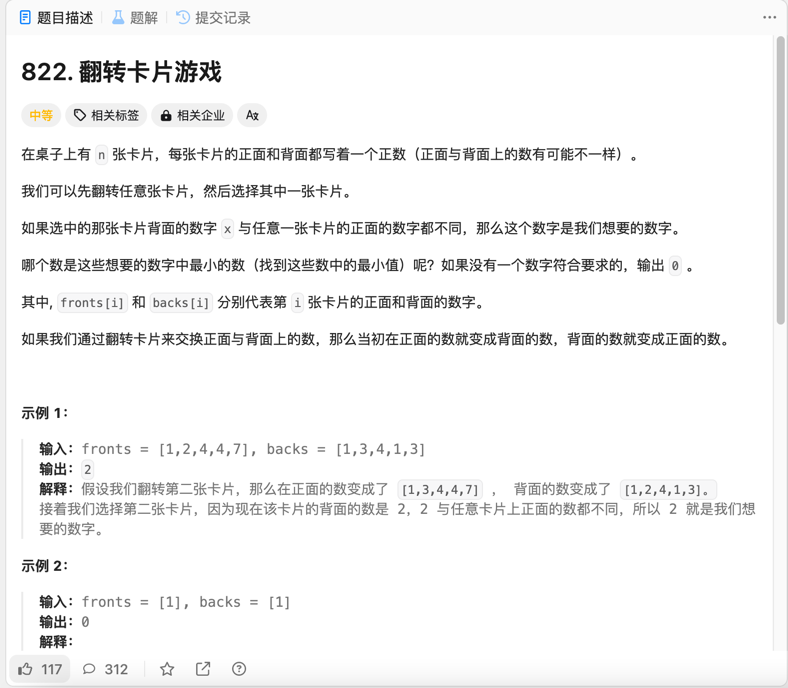 题目描述 题解 提交记录
822. 翻转卡片游戏
中等 相关标签 相关企业 Aあ
在桌子上有 n 张卡片，每张卡片的正面和背面都写着一个正数（正面与背面上的数有可能不一样）。
我们可以先翻转任意张卡片，然后选择其中一张卡片。
如果选中的那张卡片背面的数字 x 与任意一张卡片的正面的数字都不同，那么这个数字是我们想要的数字。
哪个数是这些想要的数字中最小的数（找到这些数中的最小值）呢？如果没有一个数字符合要求的，输出 0 。
其中, fronts[i] 和 backs[i] 分别代表第 i 张卡片的正面和背面的数字。
如果我们通过翻转卡片来交换正面与背面上的数，那么当初在正面的数就变成背面的数，背面的数就变成正面的数。
示例 1：
输入：fronts = [1,2,4,4,7], backs = [1,3,4,1,3]
输出：2
解释：假设我们翻转第二张卡片，那么在正面的数变成了 [1,3,4,4,7] ， 背面的数变成了 [1,2,4,1,3]。
接着我们选择第二张卡片，因为现在该卡片的背面的数是 2，2 与任意卡片上正面的数都不同，所以 2 就是我们想
要的数字。
示例 2：
输入：fronts = [1], backs = [1]
输出：0
解释：
117 312